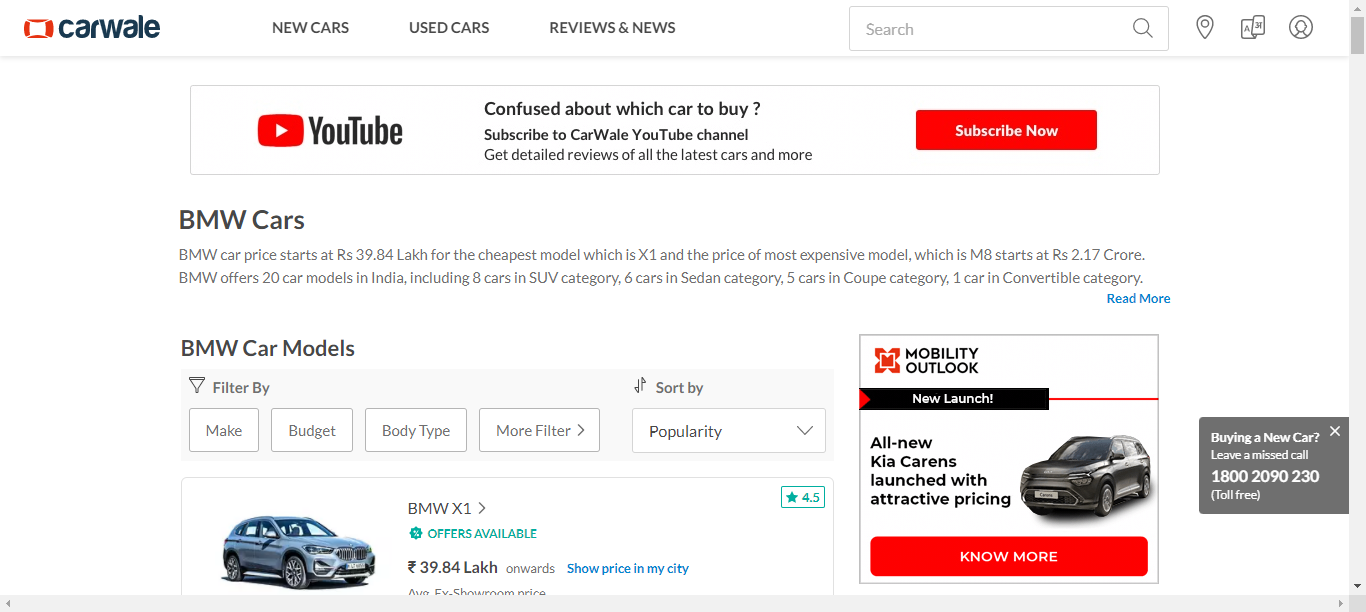 carwale
NEW CARS
USED CARS
REVIEWS & NEWS
Search
YouTube
Confused about which car to buy ?
Subscribe to CarWale YouTube channel
Get detailed reviews of all the latest cars and more
Subscribe Now
BMW Cars
BMW car price starts at Rs 39.84 Lakh for the cheapest model which is X1 and the price of most expensive model, which is M8 starts at Rs 2.17 Crore.
BMW offers 20 car models in India, including 8 cars in SUV category, 6 cars in Sedan category, 5 cars in Coupe category, 1 car in Convertible category.
Read More
BMW Car Models
Filter By
Sort by
Make
Budget
Body Type
More Filter
Popularity
BMW X1
4.5
OFFERS AVAILABLE
₹ 39.84 Lakh onwards Show price in my city
Avg. Ex-Showroom price
MOBILITY
OUTLOOK
New Launch!
All-new
Kia Carens
launched with
attractive pricing
KNOW MORE
Buying a New Car?
Leave a missed call
1800 2090 230
(Toll free)